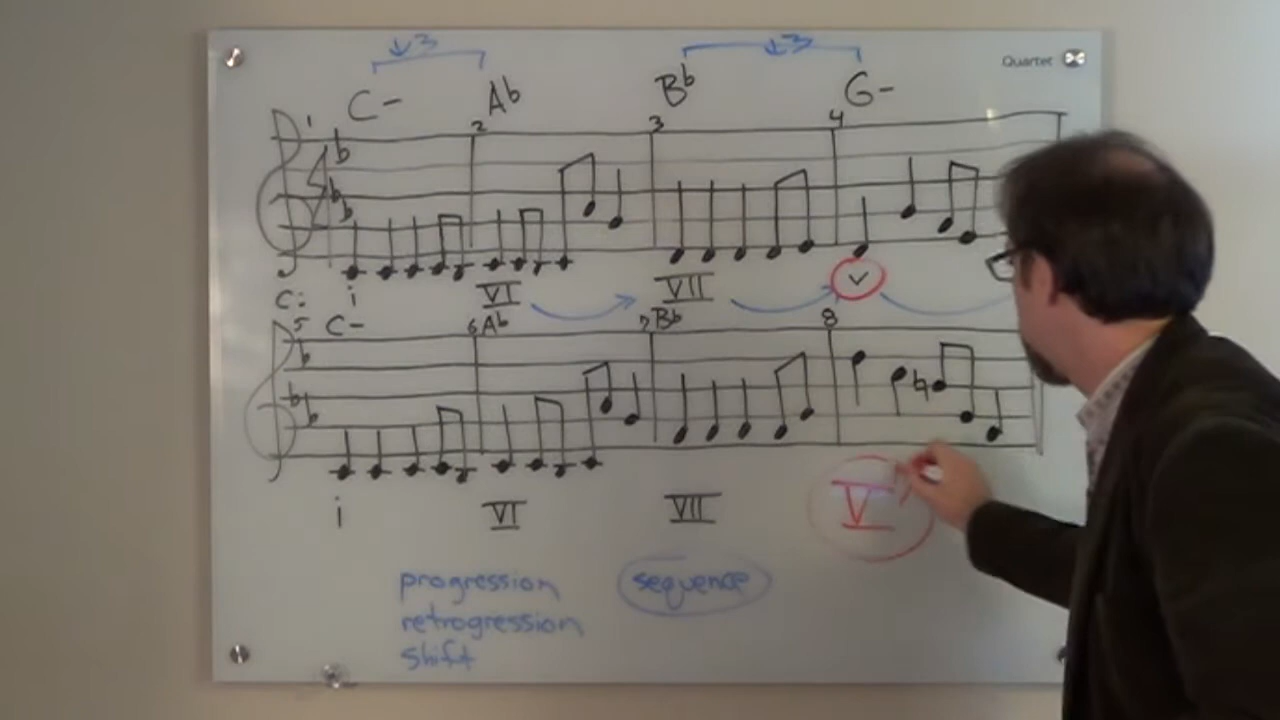 ↓3 ↓3
Quartet
C- Ab Bb G-
1 2 3 4
c: i VI VII v
5 C- 6 Ab 7 Bb 8
i VI VII V
progression sequence
retrogression
shift